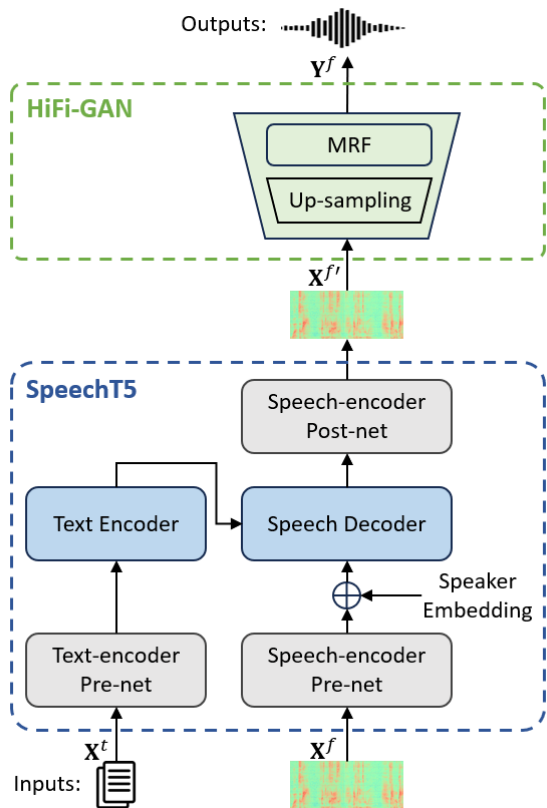 Outputs:
Y^f
HiFi-GAN
MRF
Up-sampling
X^f′
SpeechT5
Speech-encoder
Post-net
Text Encoder
Speech Decoder
Speaker
Embedding
Text-encoder
Pre-net
Speech-encoder
Pre-net
X^t
X^f
Inputs: